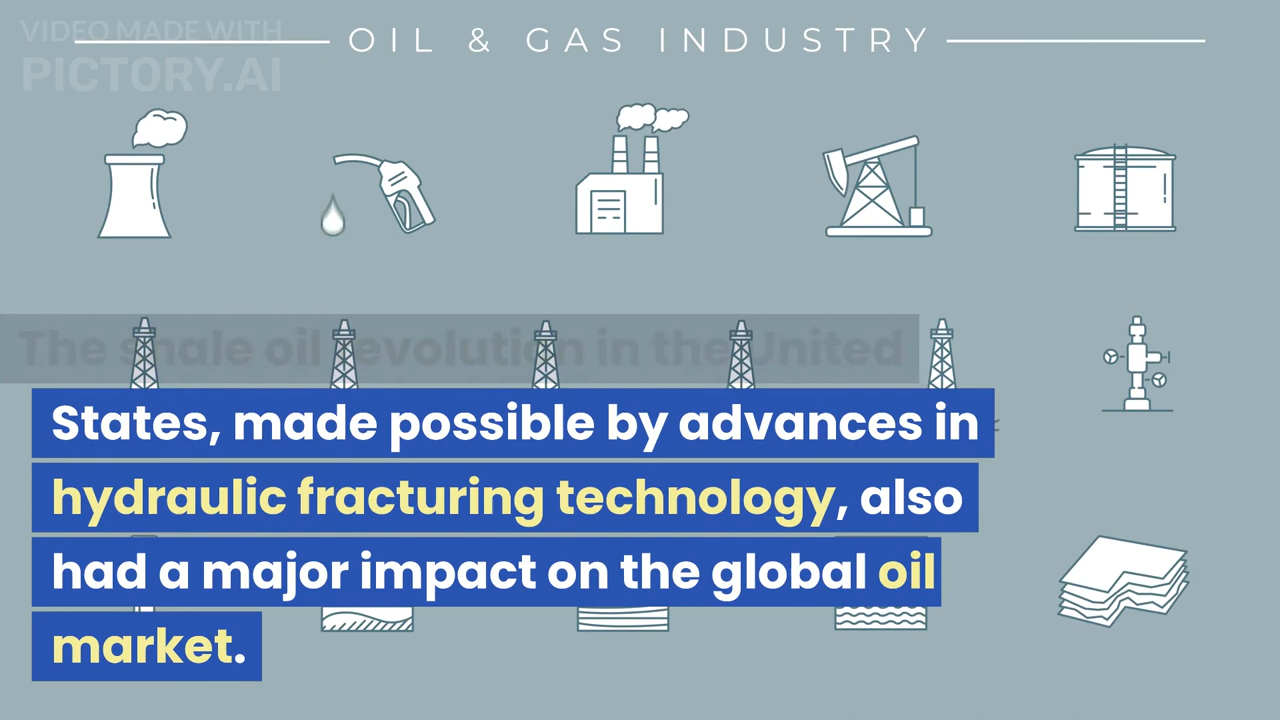 VIDEO MADE WITH
PICTORY.AI
OIL & GAS INDUSTRY
The shale oil revolution in the United
States, made possible by advances in
hydraulic fracturing technology, also
had a major impact on the global oil
market.